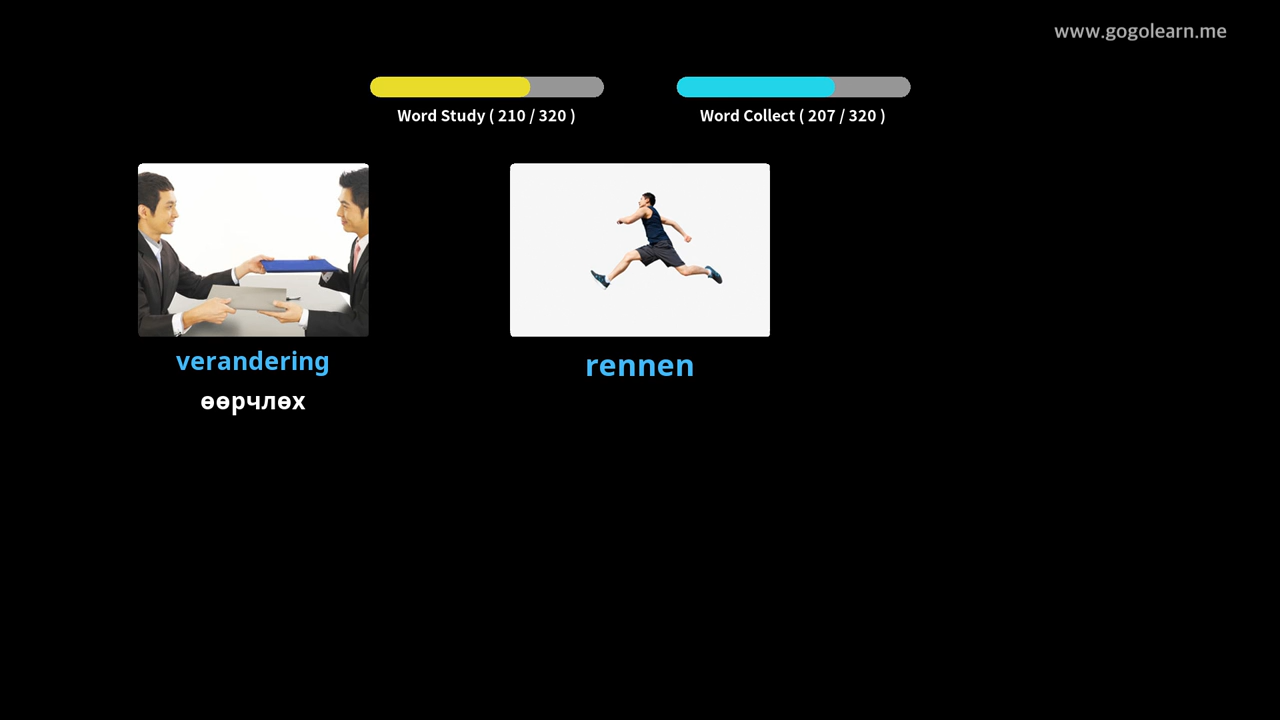 www.gogolearn.me
Word Study ( 210 / 320 )
Word Collect ( 207 / 320 )
verandering
өөрчлөх
rennen